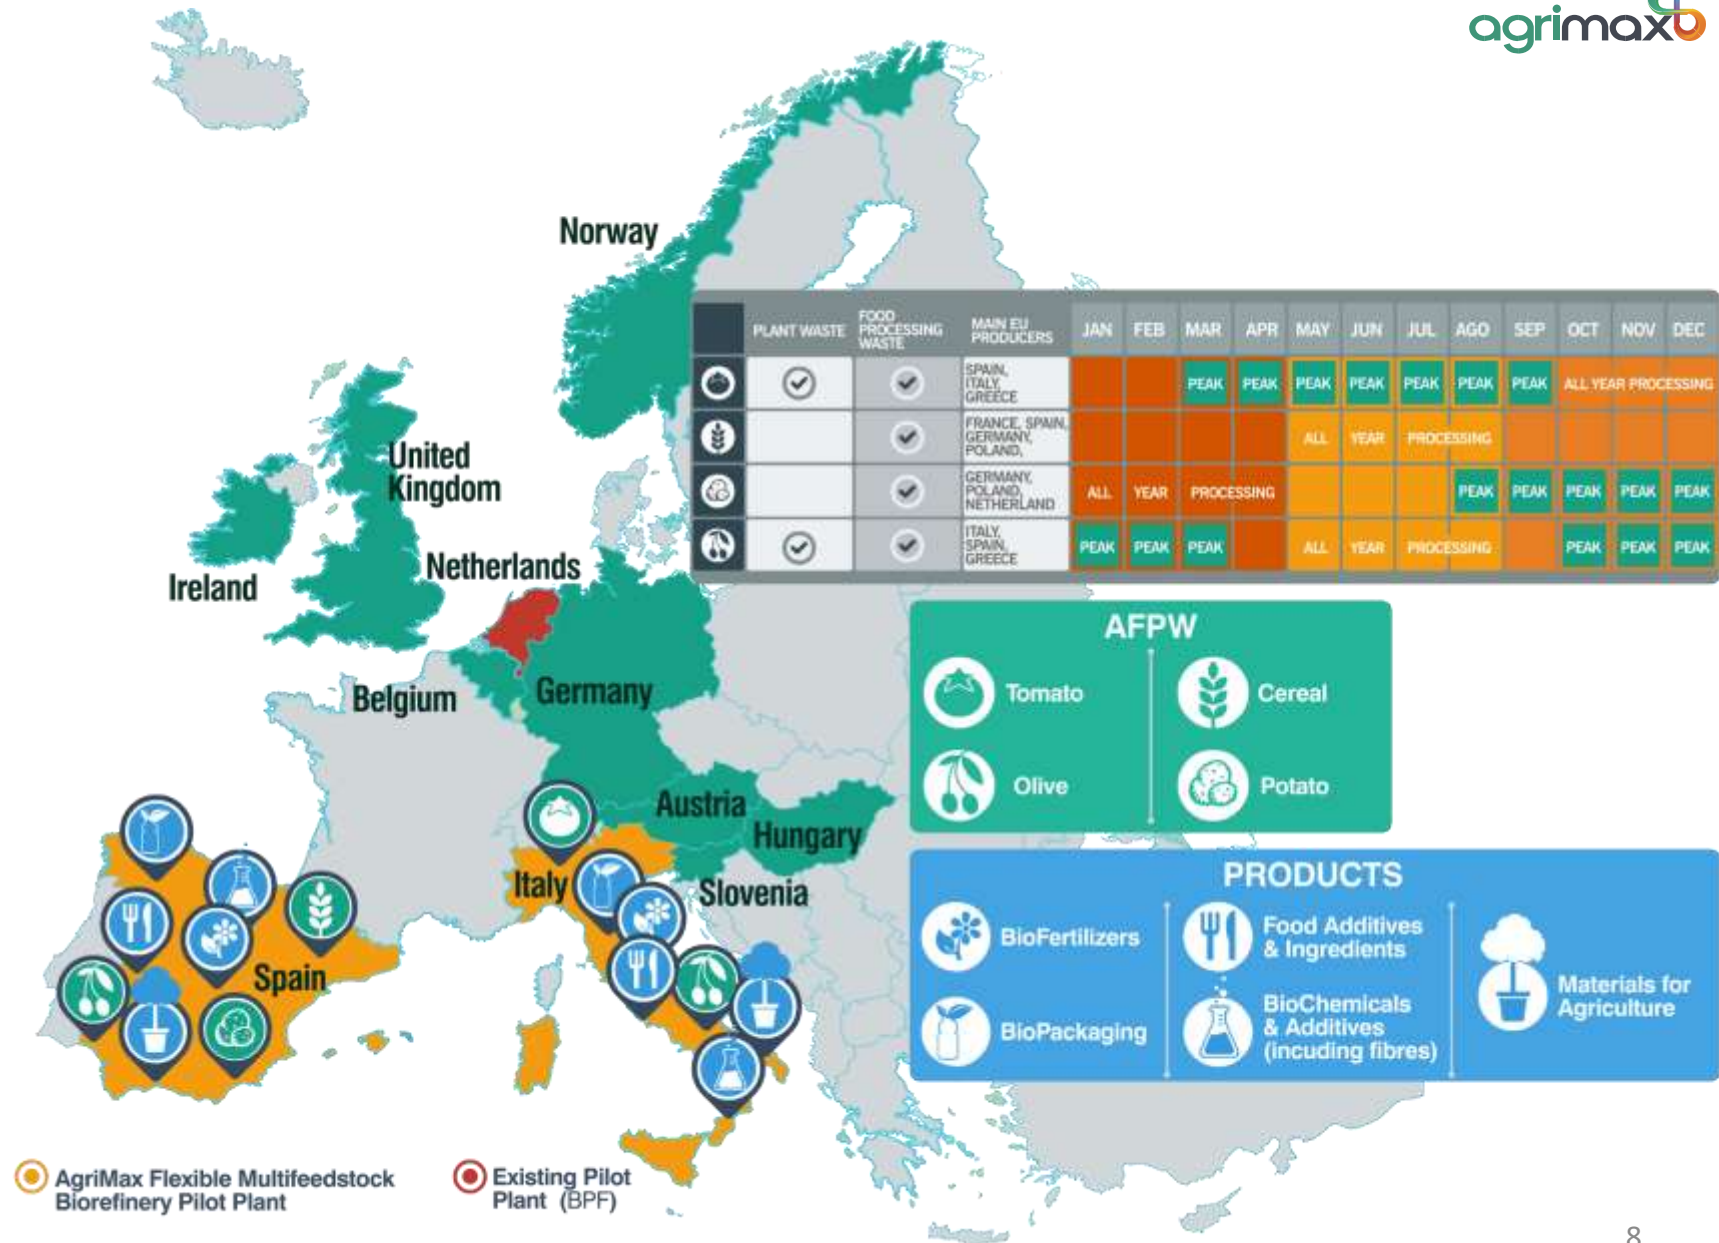 agrimax
Norway
United
Kingdom
Ireland
Netherlands
Belgium
Germany
Austria
Hungary
Slovenia
Italy
Spain
PLANT WASTE
FOOD
PROCESSING
WASTE
MAIN EU
PRODUCERS
JAN FEB MAR APR MAY JUN JUL AGO SEP OCT NOV DEC
SPAIN,
ITALY,
GREECE
PEAK PEAK PEAK PEAK PEAK PEAK PEAK ALL YEAR PROCESSING
FRANCE, SPAIN,
GERMANY,
POLAND,
ALL YEAR PROCESSING
GERMANY,
POLAND,
NETHERLAND
ALL YEAR PROCESSING PEAK PEAK PEAK PEAK PEAK
ITALY,
SPAIN,
GREECE
PEAK PEAK PEAK ALL YEAR PROCESSING PEAK PEAK PEAK
AFPW
Tomato
Cereal
Olive
Potato
PRODUCTS
BioFertilizers
BioPackaging
Food Additives
& Ingredients
BioChemicals
& Additives
(incuding fibres)
Materials for
Agriculture
AgriMax Flexible Multifeedstock
Biorefinery Pilot Plant
Existing Pilot
Plant (BPF)
8